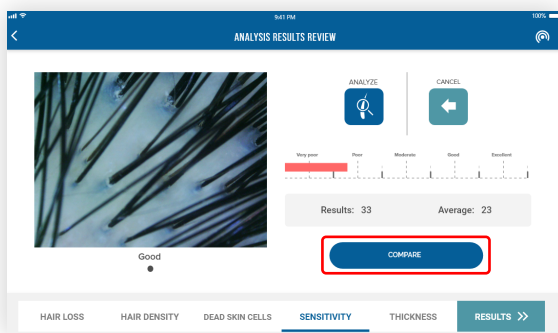 9:41 PM
100%
ANALYSIS RESULTS REVIEW
ANALYZE
CANCEL
Very poor Poor Moderate Good Excellent
Results: 33 Average: 23
COMPARE
Good
HAIR LOSS HAIR DENSITY DEAD SKIN CELLS SENSITIVITY THICKNESS RESULTS